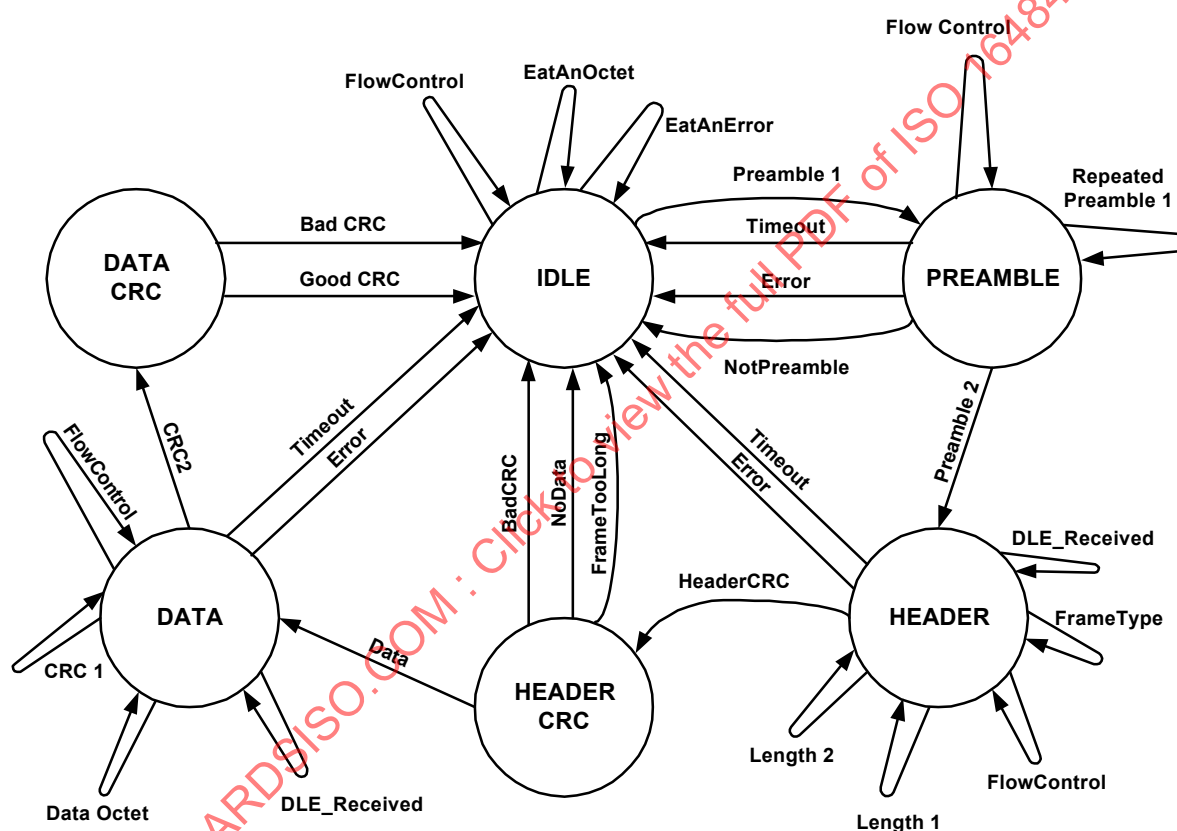 Flow Control
EatAnOctet
FlowControl
EatAnError
Repeated
Preamble 1
Preamble 1
Bad CRC
Timeout
DATA
CRC
IDLE
PREAMBLE
Good CRC
Error
NotPreamble
Preamble 2
CRC2
Timeout
Error
FlowControl
BadCRC
NoData
FrameTooLong
Timeout
Error
DLE_Received
HeaderCRC
DATA
HEADER
FrameType
Data
CRC 1
HEADER
CRC
Length 2
FlowControl
Data Octet
DLE_Received
Length 1
ARDSISO.COM : Click to view the full PDF of ISO 16484